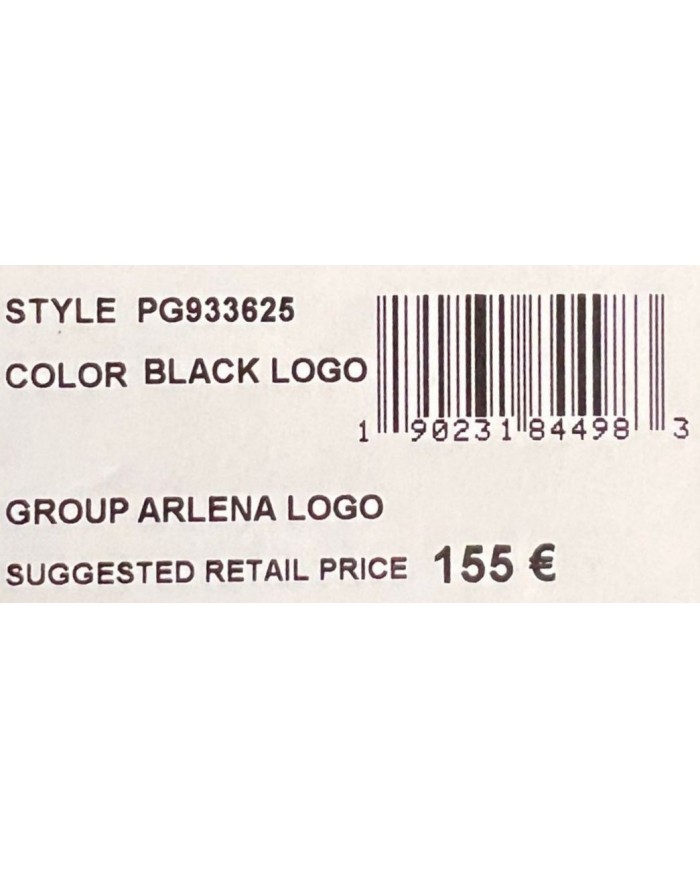 STYLE PG933625
COLOR BLACK LOGO
1 90231 84498 3
GROUP ARLENA LOGO
SUGGESTED RETAIL PRICE 155 €